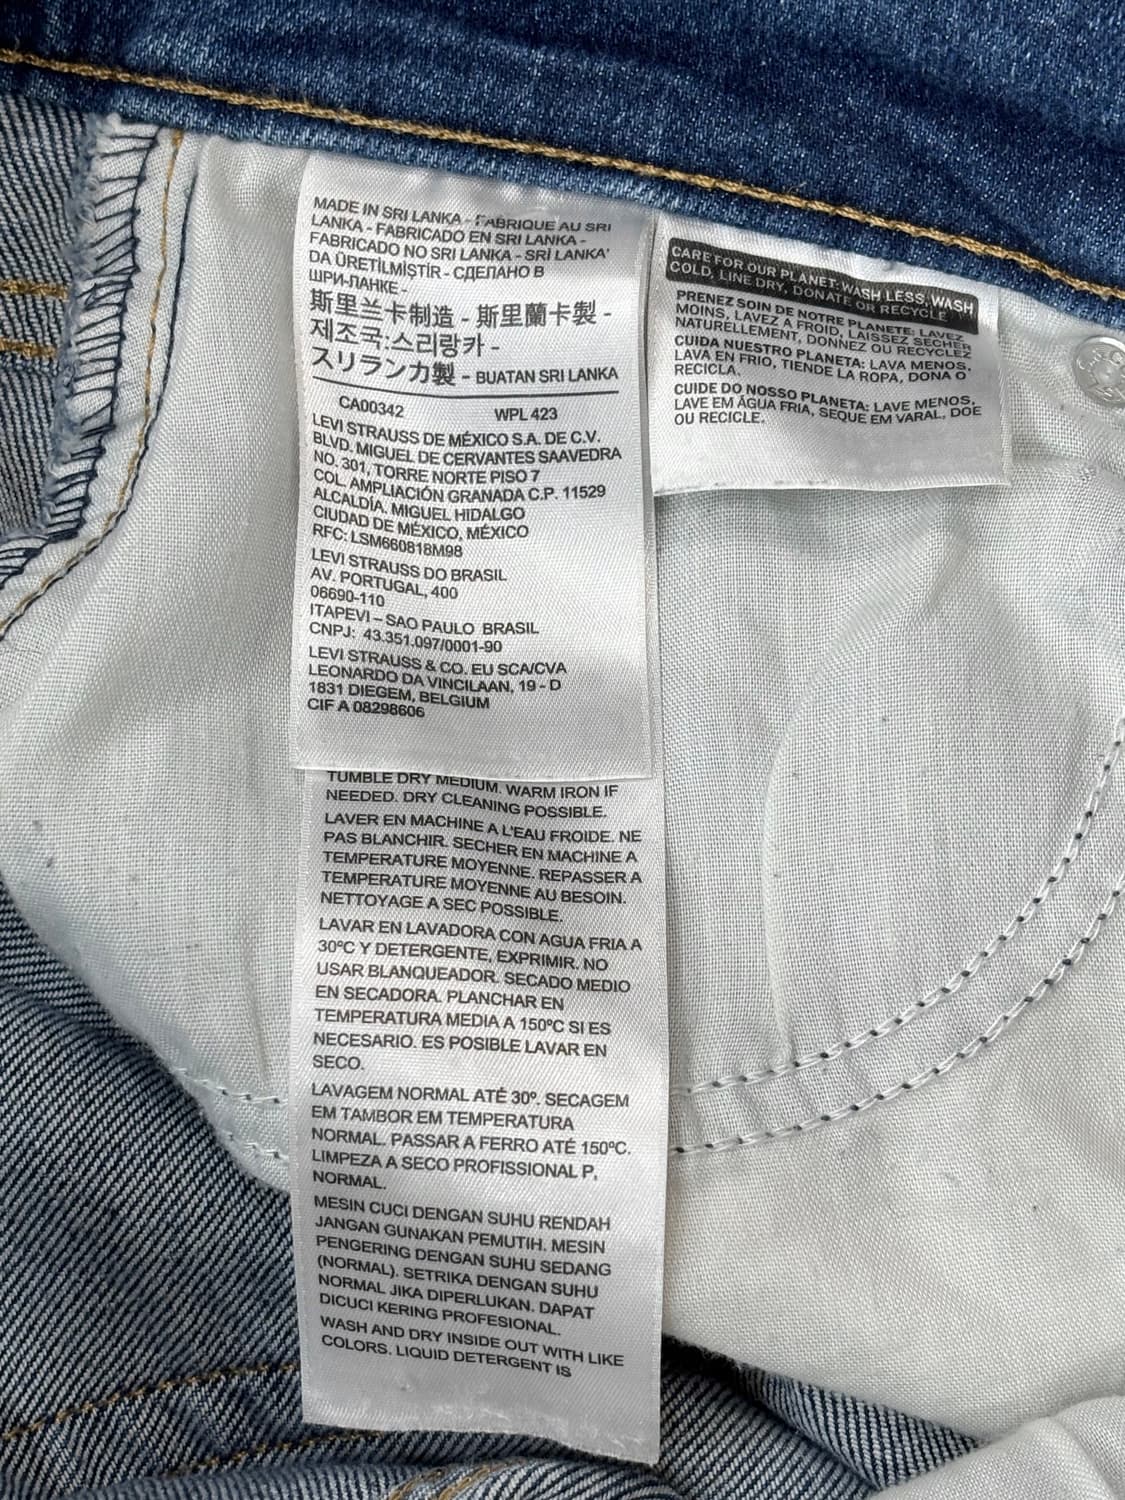 MADE IN SRI LANKA - FABRIQUE AU SRI
LANKA - FABRICADO EN SRI LANKA -
FABRICADO NO SRI LANKA - SRİ LANKA'
DA ÜRETİLMİŞTİR - СДЕЛАНО В
ШРИ-ЛАНКЕ -
斯里兰卡制造 - 斯里蘭卡製 -
제조국:스리랑카 -
スリランカ製 - BUATAN SRI LANKA
CA00342 WPL 423
LEVI STRAUSS DE MÉXICO S.A. DE C.V.
BLVD. MIGUEL DE CERVANTES SAAVEDRA
NO. 301, TORRE NORTE PISO 7
COL. AMPLIACIÓN GRANADA C.P. 11529
ALCALDÍA. MIGUEL HIDALGO
CIUDAD DE MÉXICO, MÉXICO
RFC: LSM660818M98
LEVI STRAUSS DO BRASIL
AV. PORTUGAL, 400
06690-110
ITAPEVI – SAO PAULO BRASIL
CNPJ: 43.351.097/0001-90
LEVI STRAUSS & CO. EU SCA/CVA
LEONARDO DA VINCILAAN, 19 - D
1831 DIEGEM, BELGIUM
CIF A 08298606
TUMBLE DRY MEDIUM. WARM IRON IF
NEEDED. DRY CLEANING POSSIBLE.
LAVER EN MACHINE A L'EAU FROIDE. NE
PAS BLANCHIR. SECHER EN MACHINE A
TEMPERATURE MOYENNE. REPASSER A
TEMPERATURE MOYENNE AU BESOIN.
NETTOYAGE A SEC POSSIBLE.
LAVAR EN LAVADORA CON AGUA FRIA A
30ºC Y DETERGENTE, EXPRIMIR. NO
USAR BLANQUEADOR. SECADO MEDIO
EN SECADORA. PLANCHAR EN
TEMPERATURA MEDIA A 150ºC SI ES
NECESARIO. ES POSIBLE LAVAR EN
SECO.
LAVAGEM NORMAL ATÉ 30º. SECAGEM
EM TAMBOR EM TEMPERATURA
NORMAL. PASSAR A FERRO ATÉ 150ºC.
LIMPEZA A SECO PROFISSIONAL P,
NORMAL.
MESIN CUCI DENGAN SUHU RENDAH
JANGAN GUNAKAN PEMUTIH. MESIN
PENGERING DENGAN SUHU SEDANG
(NORMAL). SETRIKA DENGAN SUHU
NORMAL JIKA DIPERLUKAN. DAPAT
DICUCI KERING PROFESIONAL.
WASH AND DRY INSIDE OUT WITH LIKE
COLORS. LIQUID DETERGENT IS
CARE FOR OUR PLANET: WASH LESS, WASH
COLD, LINE DRY, DONATE OR RECYCLE
PRENEZ SOIN DE NOTRE PLANETE: LAVEZ
MOINS, LAVEZ A FROID, LAISSEZ SECHER
NATURELLEMENT, DONNEZ OU RECYCLEZ
CUIDA NUESTRO PLANETA: LAVA MENOS,
LAVA EN FRIO, TIENDE LA ROPA, DONA O
RECICLA.
CUIDE DO NOSSO PLANETA: LAVE MENOS,
LAVE EM ÁGUA FRIA, SEQUE EM VARAL, DOE
OU RECICLE.